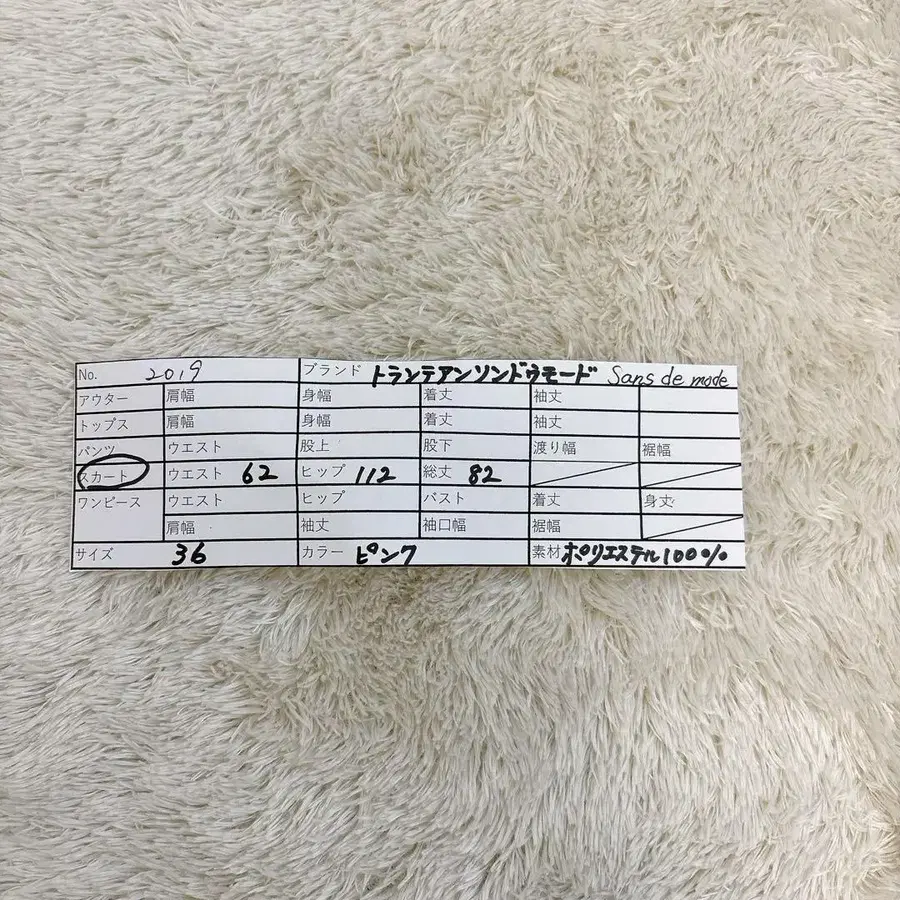 No. 2019 ブランド トランテアンソンドゥモード Sans de mode
アウター 肩幅 身幅 着丈 袖丈
トップス 肩幅 身幅 着丈 袖丈
パンツ ウエスト 股上 股下 渡り幅 裾幅
スカート ウエスト 62 ヒップ 112 総丈 82
ワンピース ウエスト ヒップ バスト 着丈 身丈
肩幅 袖丈 袖口幅 裾幅
サイズ 36 カラー ピンク 素材 ポリエステル100%